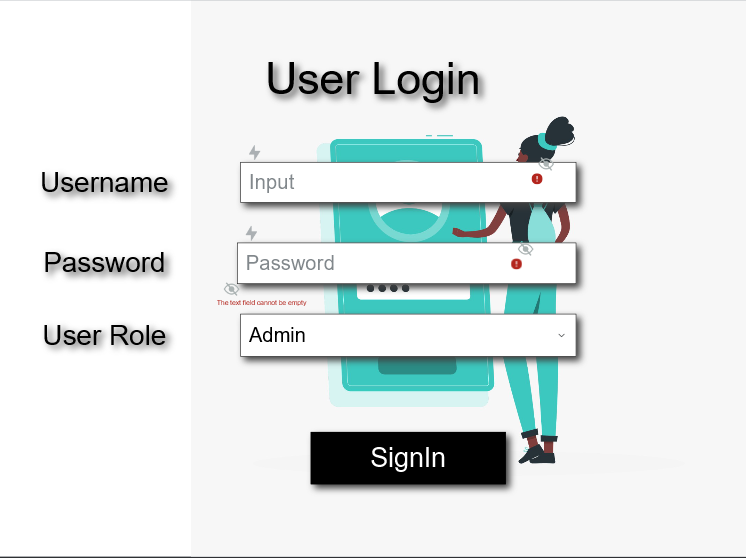 User Login
Username
Input
Password
Password
The text field cannot be empty
User Role
Admin
SignIn